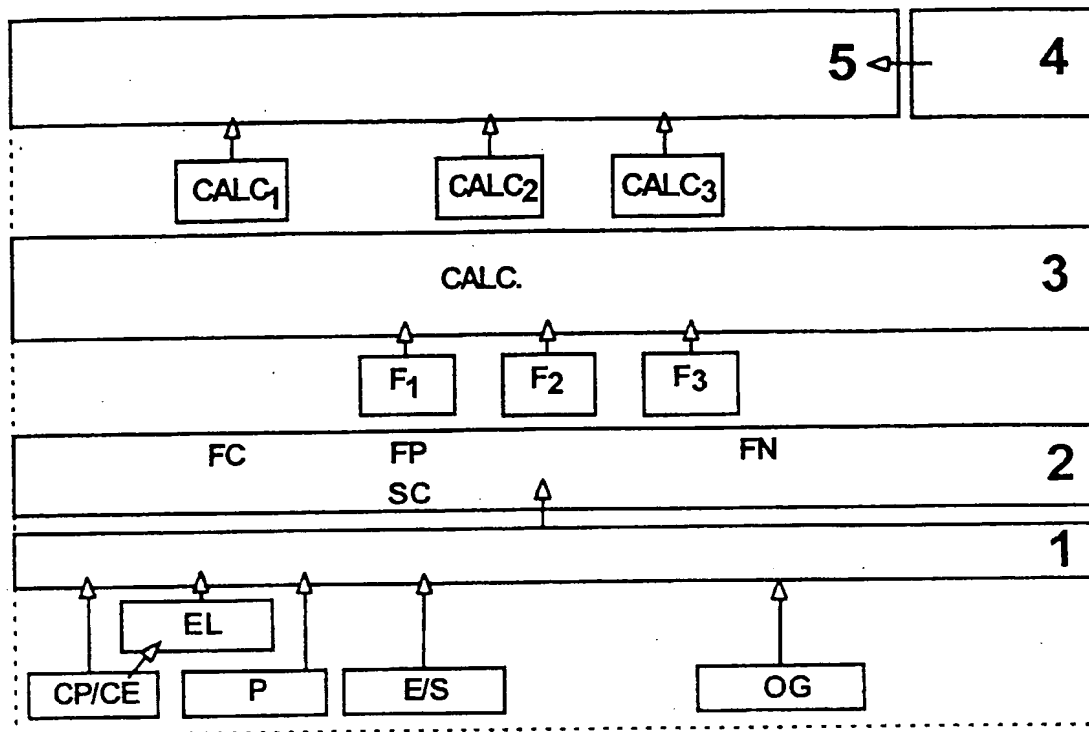 5 4
CALC1 CALC2 CALC3
CALC. 3
F1 F2 F3
FC FP FN 2
SC
1
EL
CP/CE P E/S OG